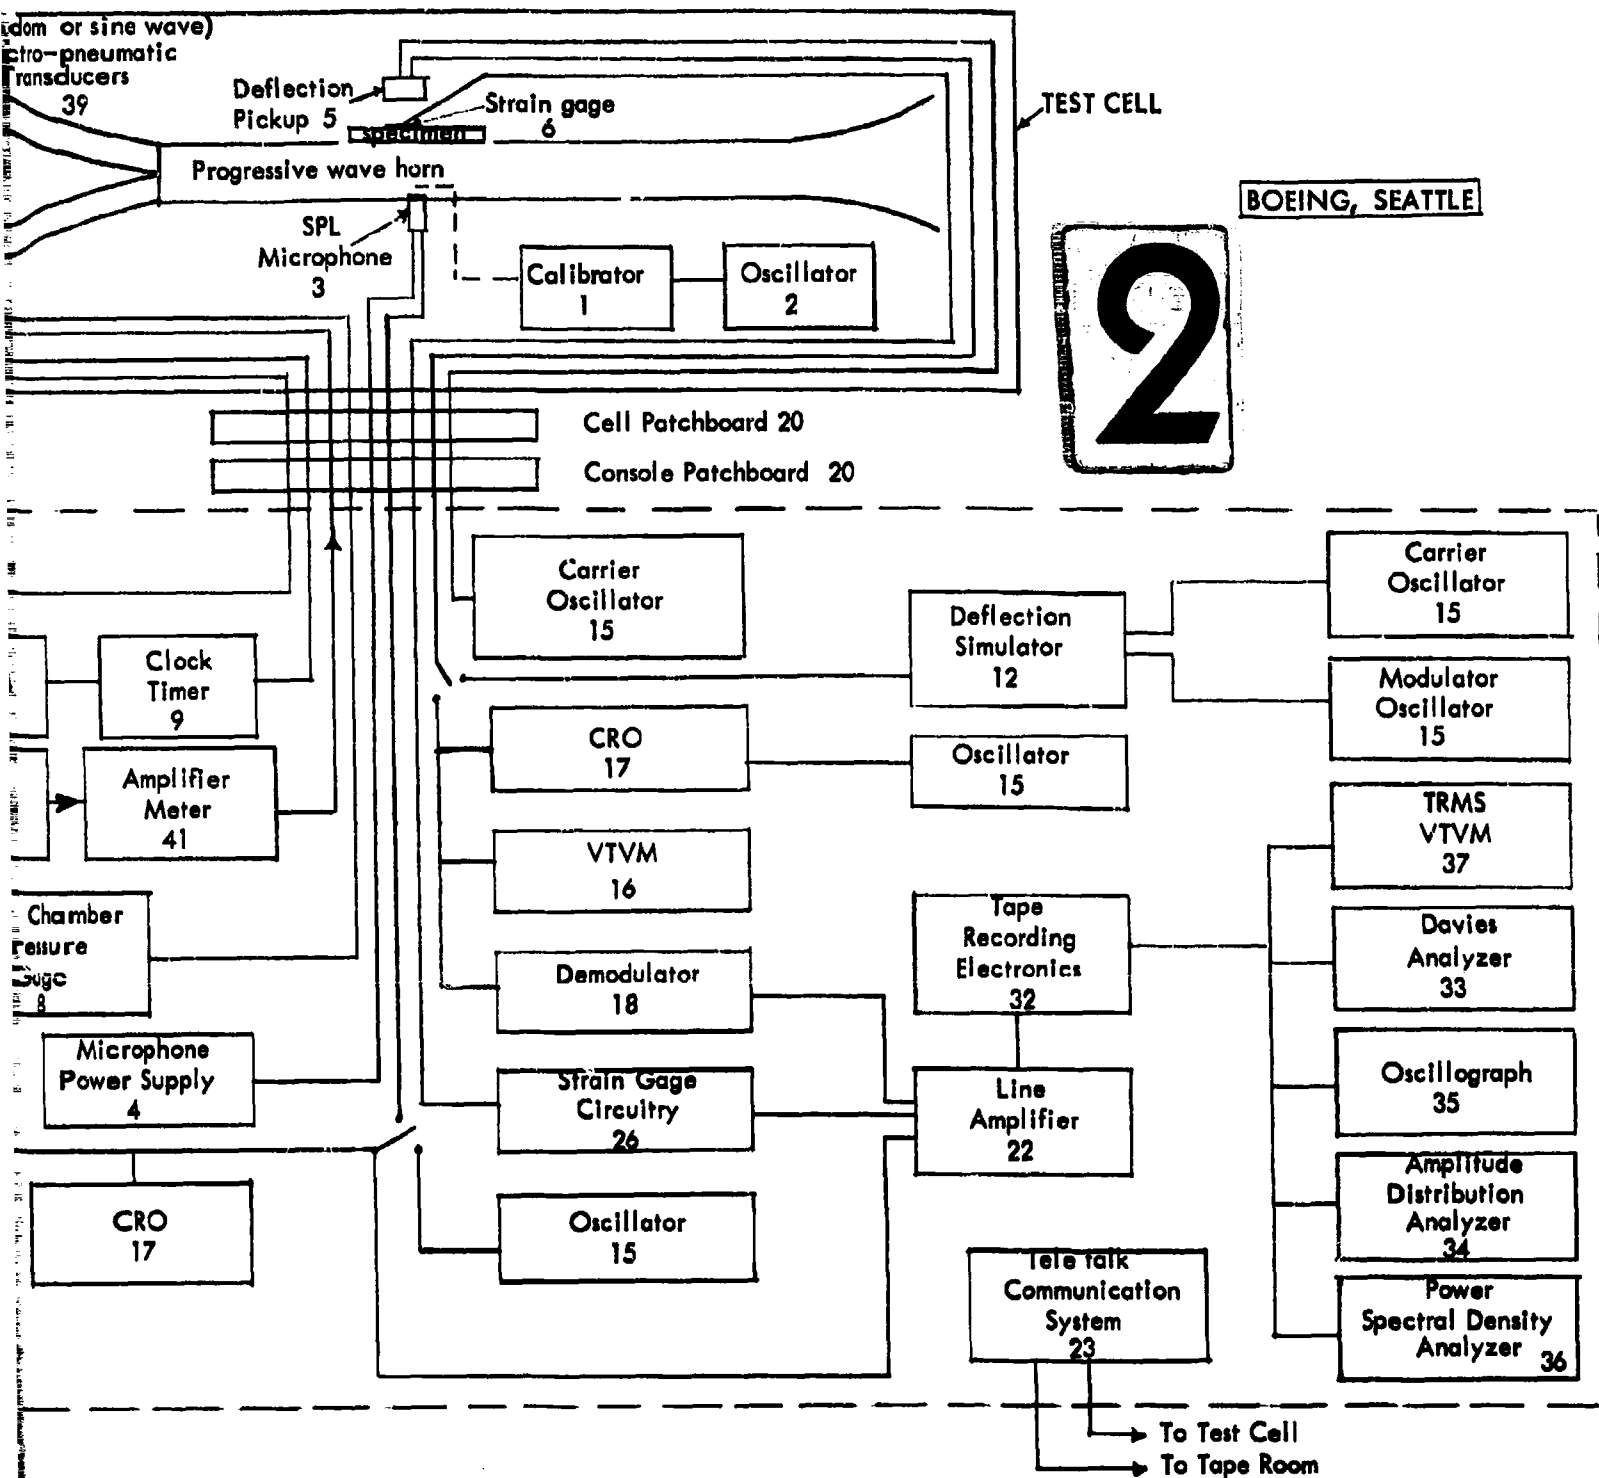 or sine wave)
39
Deflection
Pickup 5
Strain gage
6
specimen
TEST CELL
Progressive wave horn
BOEING, SEATTLE
SPL
Microphone
3
Calibrator
1
Oscillator
2
2
Cell Patchboard 20
Console Patchboard 20
Carrier
Oscillator
15
Deflection
Simulator
12
Carrier
Oscillator
15
Clock
Timer
9
Modulator
Oscillator
15
CRO
17
Oscillator
15
Amplifier
Meter
41
TRMS
VTVM
37
VTVM
16
Chamber
8
Tape
Recording
Electronics
32
Davies
Analyzer
33
Demodulator
18
Microphone
Power Supply
4
Strain Gage
Circuitry
26
Line
Amplifier
22
Oscillograph
35
Amplitude
Distribution
Analyzer
34
CRO
17
Oscillator
15
Tele talk
Communication
System
23
Power
Spectral Density
Analyzer 36
To Test Cell
To Tape Room